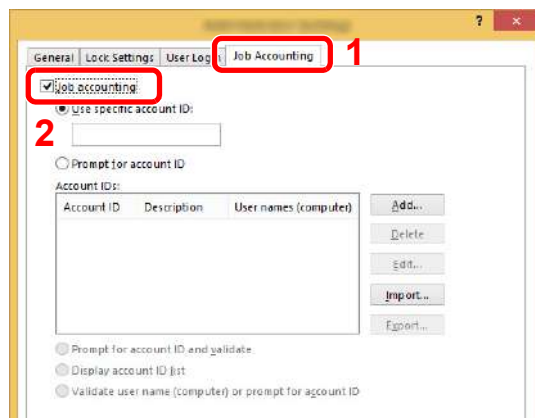 ? ×
General Lock Settings User Login Job Accounting 1
Job accounting
Use specific account ID:
2
Prompt for account ID
Account IDs:
Account ID Description User names (computer) Add...
Delete
Edit...
Import...
Export...
Prompt for account ID and validate
Display account ID list
Validate user name (computer) or prompt for account ID